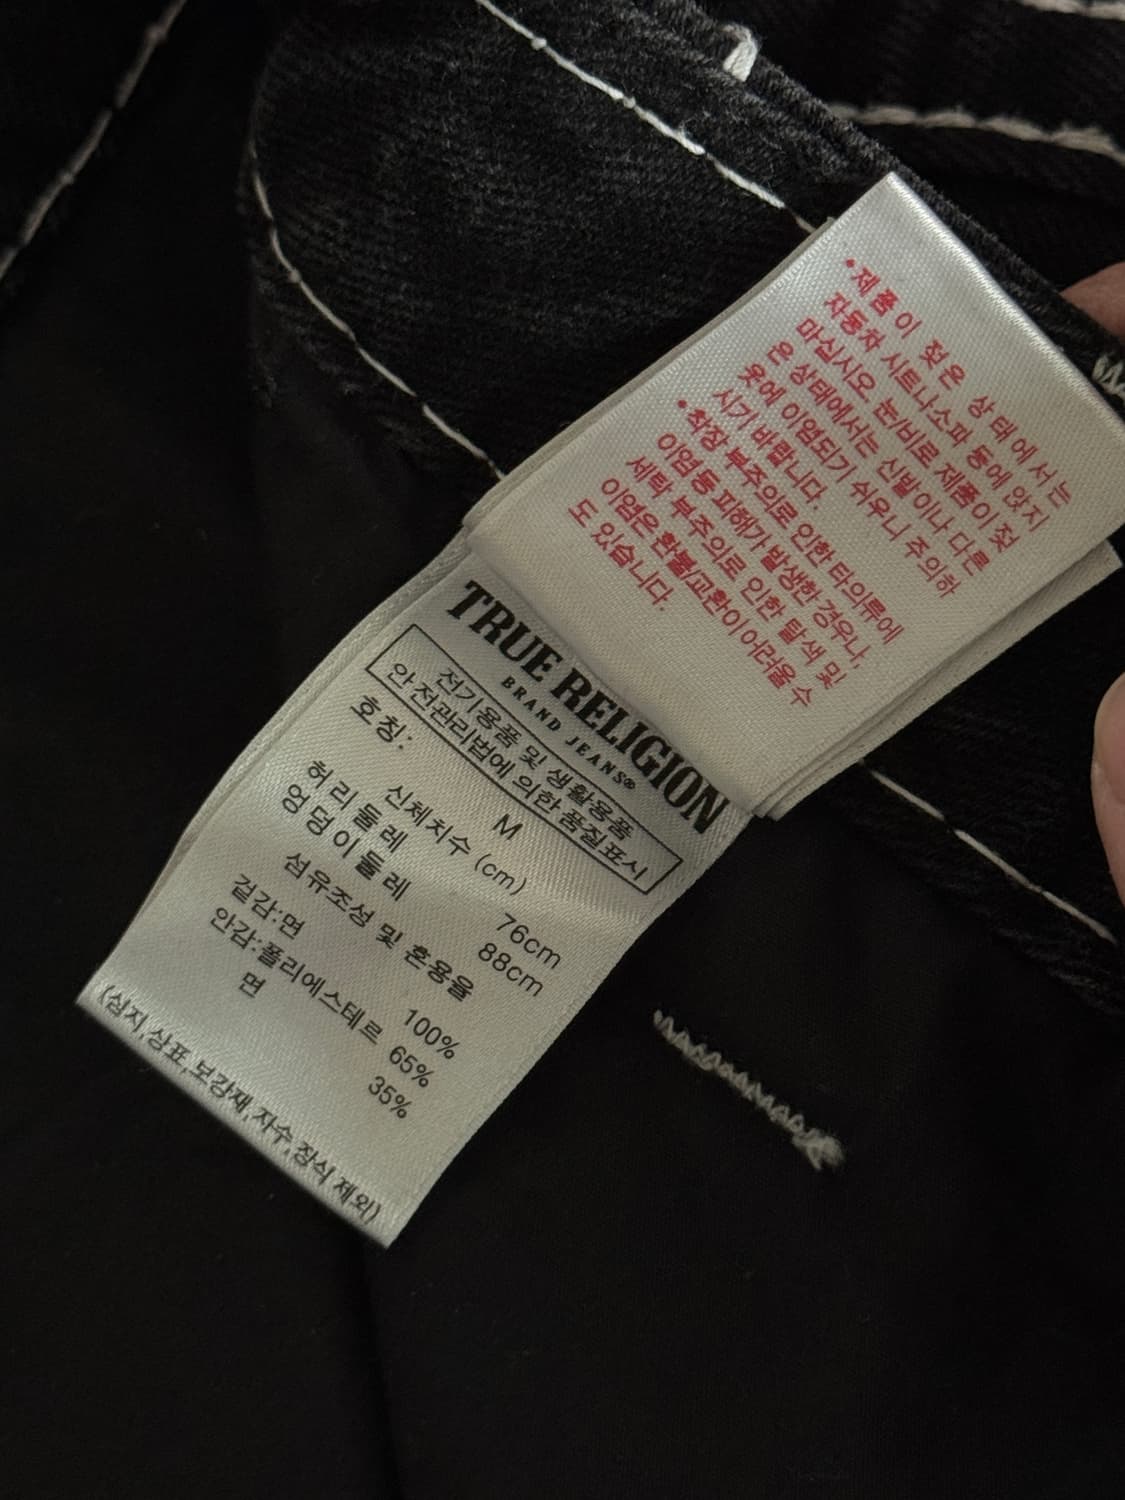 •제품이 젖은 상태에서는
자동차 시트나소파 등에 앉지
마십시오 눈/비로 제품이 젖
은 상태에서는 신발이나 다른
옷에 이염되기 쉬우니 주의하
시기 바랍니다.
•착장 부주의로 인한 타의류에
이염등 피해가 발생한 경우나,
세탁 부주의로 인한 탈색 및
이염은 환불/교환이 어려울 수
도 있습니다.
TRUE RELIGION
BRAND JEANS®
전기용품 및 생활용품
안전관리법에 의한 품질표시
호칭: M
신체치수 (cm)
허리둘레 76cm
엉덩이둘레 88cm
섬유조성 및 혼용율
겉감:면 100%
안감:폴리에스테르 65%
면 35%
(심지,상표,보강재,자수,장식 제외)